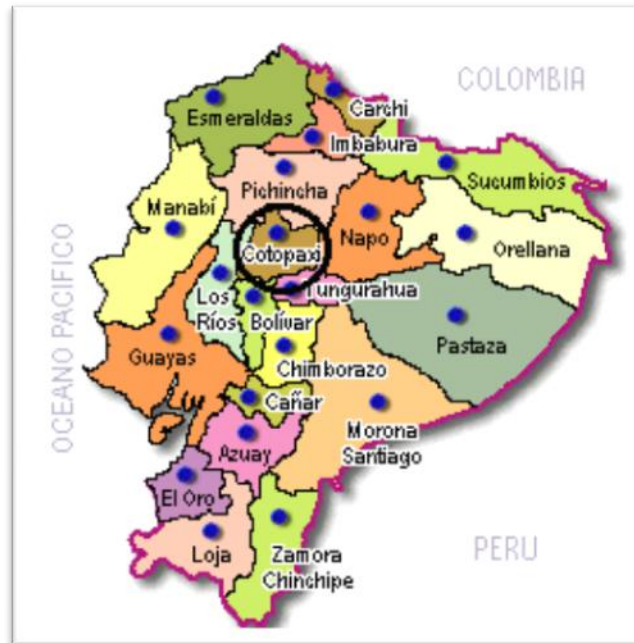 COLOMBIA
Carchi
Esmeraldas
Imbabura
Sucumbios
Pichincha
Manabí
Napo
Orellana
Cotopaxi
OCEANO PACIFICO
Los
Ríos
Bolívar
Tungurahua
Pastaza
Guayas
Chimborazo
Cañar
Morona
Santiago
Azuay
El Oro
Loja
Zamora
Chinchipe
PERU